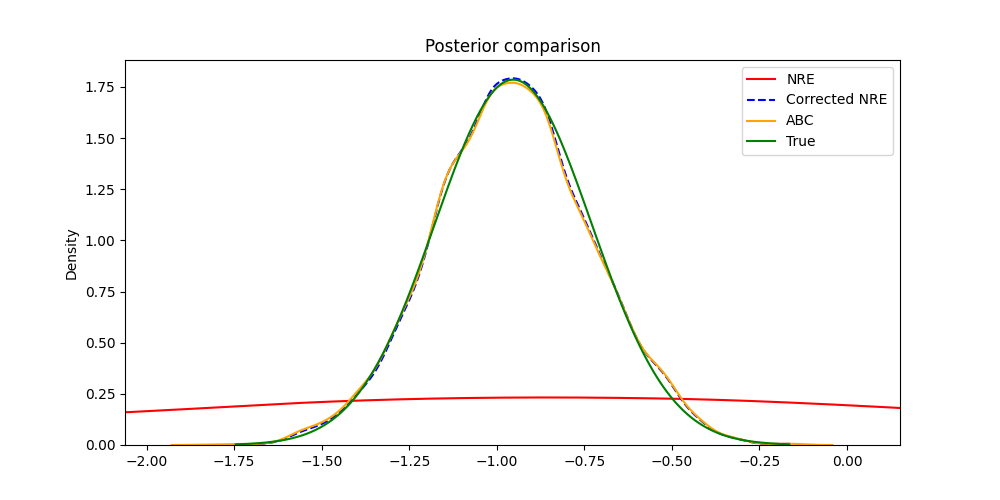 Posterior comparison
NRE
Corrected NRE
ABC
True
Density
1.75
1.50
1.25
1.00
0.75
0.50
0.25
0.00
−2.00 −1.75 −1.50 −1.25 −1.00 −0.75 −0.50 −0.25 0.00